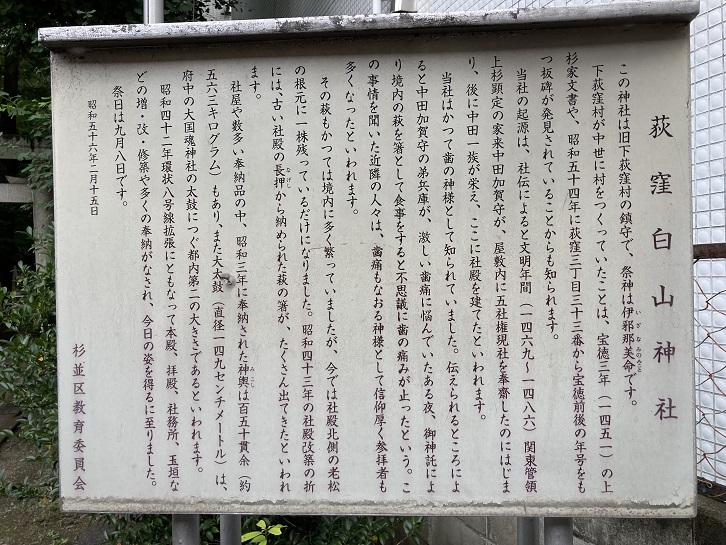 荻窪白山神社
この神社は旧下荻窪村の鎮守で、祭神は伊邪那美命です。
いざなみのみこと
下荻窪村が中世に村をつくっていたことは、宝徳三年（一四五一）の上
杉家文書や、昭和五十四年に荻窪三丁目三十三番から宝徳前後の年号をも
つ板碑が発見されていることからも知られます。
当社の起源は、社伝によると文明年間（一四六九〜一四八六）関東管領
上杉顕定の家来中田加賀守が、屋敷内に五社権現社を奉齋したのにはじま
り、後に中田一族が栄え、ここに社殿を建てたといわれます。
当社はかつて歯の神様として知られていました。伝えられるところによ
ると中田加賀守の弟兵庫が、激しい歯痛に悩んでいたある夜、御神託によ
り境内の萩を箸として食事をすると不思議に歯の痛みが止ったという。こ
の事情を聞いた近隣の人々は、歯痛もなおる神様として信仰厚く参拝者も
多くなったといわれます。
その萩もかつては境内に多く繁っていましたが、今では社殿北側の老松
の根元に一株残っているだけになりました。昭和四十三年の社殿改築の折
には、古い社殿の長押から納められた萩の箸が、たくさん出てきたといわれ
なげし
ます。
社屋や数多い奉納品の中、昭和三年に奉納された神輿は百五十貫余（約
みこし
五六三キログラム）もあり、また大太鼓（直径一四九センチメートル）は、
府中の大国魂神社の太鼓につぐ都内第二の大きさであるといわれます。
昭和四十二年環状八号線拡張にともなって本殿、拝殿、社務所、玉垣な
どの増・改・修築や多くの奉納がなされ、今日の姿を得るに至りました。
祭日は九月八日です。
昭和五十六年二月十五日
杉並区教育委員会